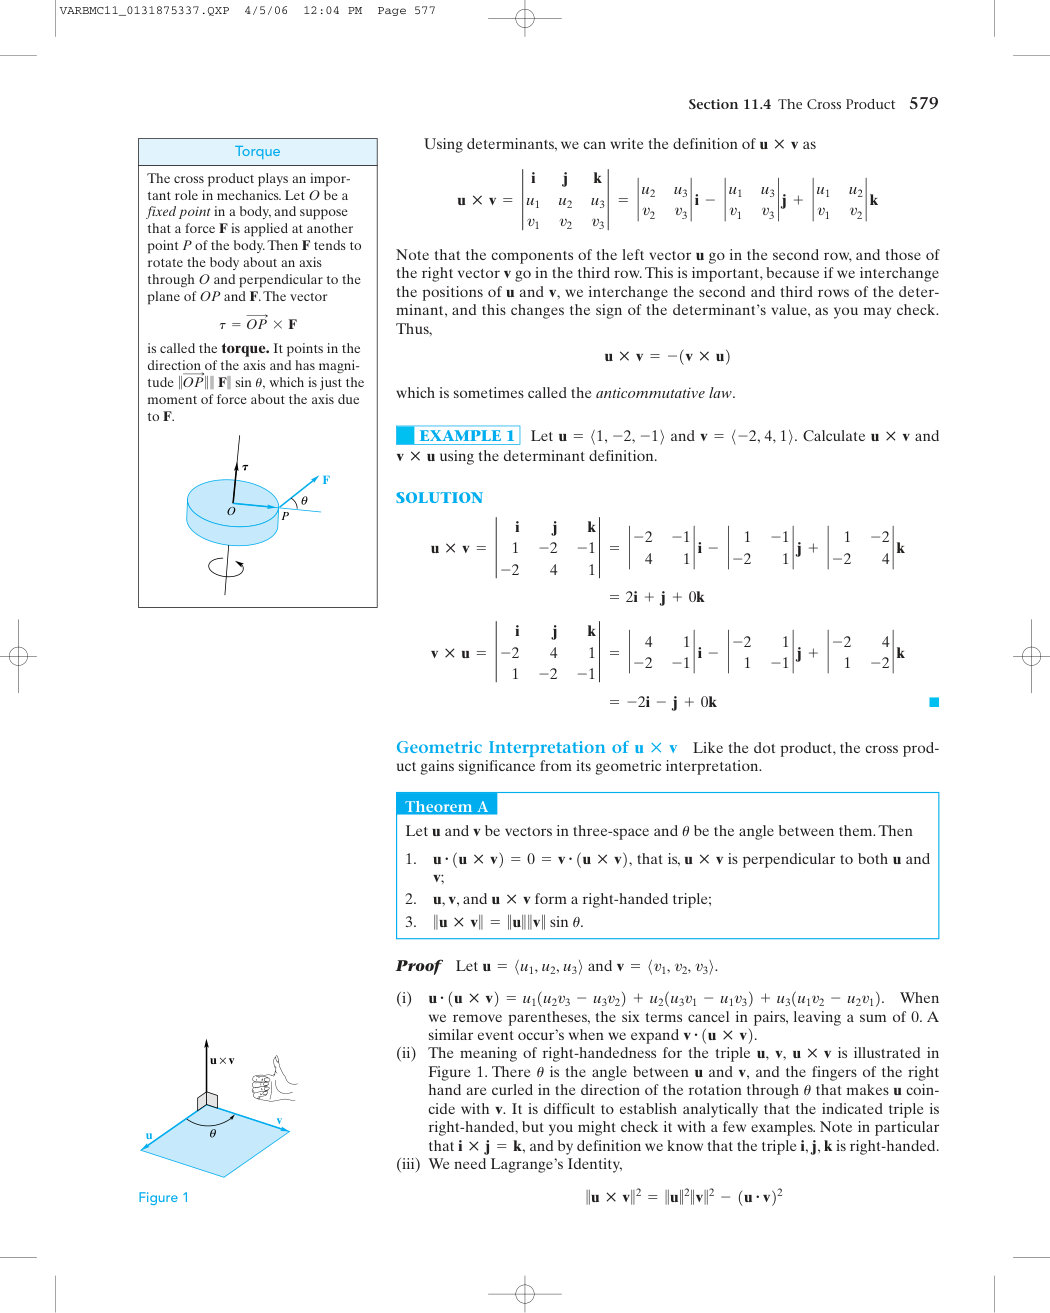 VARBMC11_0131875337.QXP 4/5/06 12:04 PM Page 577
Section 11.4 The Cross Product 579
Torque
The cross product plays an impor-
tant role in mechanics. Let O be a
fixed point in a body, and suppose
that a force F is applied at another
point P of the body. Then F tends to
rotate the body about an axis
through O and perpendicular to the
plane of OP and F. The vector
τ = OP × F
is called the torque. It points in the
direction of the axis and has magni-
tude ‖OP‖‖ F‖ sin θ, which is just the
moment of force about the axis due
to F.
τ
F
θ
O
P
Using determinants, we can write the definition of u × v as
u × v = | i j k; u₁ u₂ u₃; v₁ v₂ v₃ | = | u₂ u₃; v₂ v₃ | i − | u₁ u₃; v₁ v₃ | j + | u₁ u₂; v₁ v₂ | k
Note that the components of the left vector u go in the second row, and those of
the right vector v go in the third row. This is important, because if we interchange
the positions of u and v, we interchange the second and third rows of the deter-
minant, and this changes the sign of the determinant's value, as you may check.
Thus,
u × v = −(v × u)
which is sometimes called the anticommutative law.
EXAMPLE 1 Let u = ⟨1, −2, −1⟩ and v = ⟨−2, 4, 1⟩. Calculate u × v and
v × u using the determinant definition.
SOLUTION
u × v = | i j k; 1 −2 −1; −2 4 1 | = | −2 −1; 4 1 | i − | 1 −1; −2 1 | j + | 1 −2; −2 4 | k
= 2i + j + 0k
v × u = | i j k; −2 4 1; 1 −2 −1 | = | 4 1; −2 −1 | i − | −2 1; 1 −1 | j + | −2 4; 1 −2 | k
= −2i − j + 0k
Geometric Interpretation of u × v Like the dot product, the cross prod-
uct gains significance from its geometric interpretation.
Theorem A
Let u and v be vectors in three-space and θ be the angle between them. Then
1. u · (u × v) = 0 = v · (u × v), that is, u × v is perpendicular to both u and
v;
2. u, v, and u × v form a right-handed triple;
3. ‖u × v‖ = ‖u‖‖v‖ sin θ.
Proof Let u = ⟨u₁, u₂, u₃⟩ and v = ⟨v₁, v₂, v₃⟩.
(i) u · (u × v) = u₁(u₂v₃ − u₃v₂) + u₂(u₃v₁ − u₁v₃) + u₃(u₁v₂ − u₂v₁). When
we remove parentheses, the six terms cancel in pairs, leaving a sum of 0. A
similar event occur's when we expand v · (u × v).
(ii) The meaning of right-handedness for the triple u, v, u × v is illustrated in
Figure 1. There θ is the angle between u and v, and the fingers of the right
hand are curled in the direction of the rotation through θ that makes u coin-
cide with v. It is difficult to establish analytically that the indicated triple is
right-handed, but you might check it with a few examples. Note in particular
that i × j = k, and by definition we know that the triple i, j, k is right-handed.
(iii) We need Lagrange's Identity,
‖u × v‖² = ‖u‖²‖v‖² − (u · v)²
u × v
v
u
θ
Figure 1